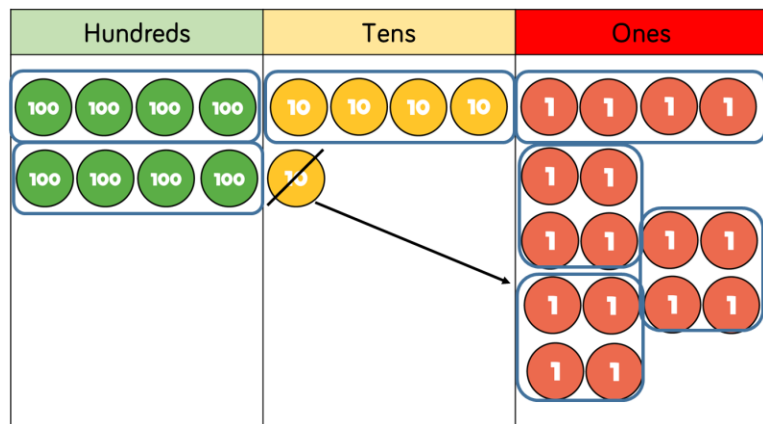 Hundreds Tens Ones
100 100 100 100 10 10 10 10 1 1 1 1
100 100 100 100 10 1 1
1 1 1 1
1 1 1 1
1 1